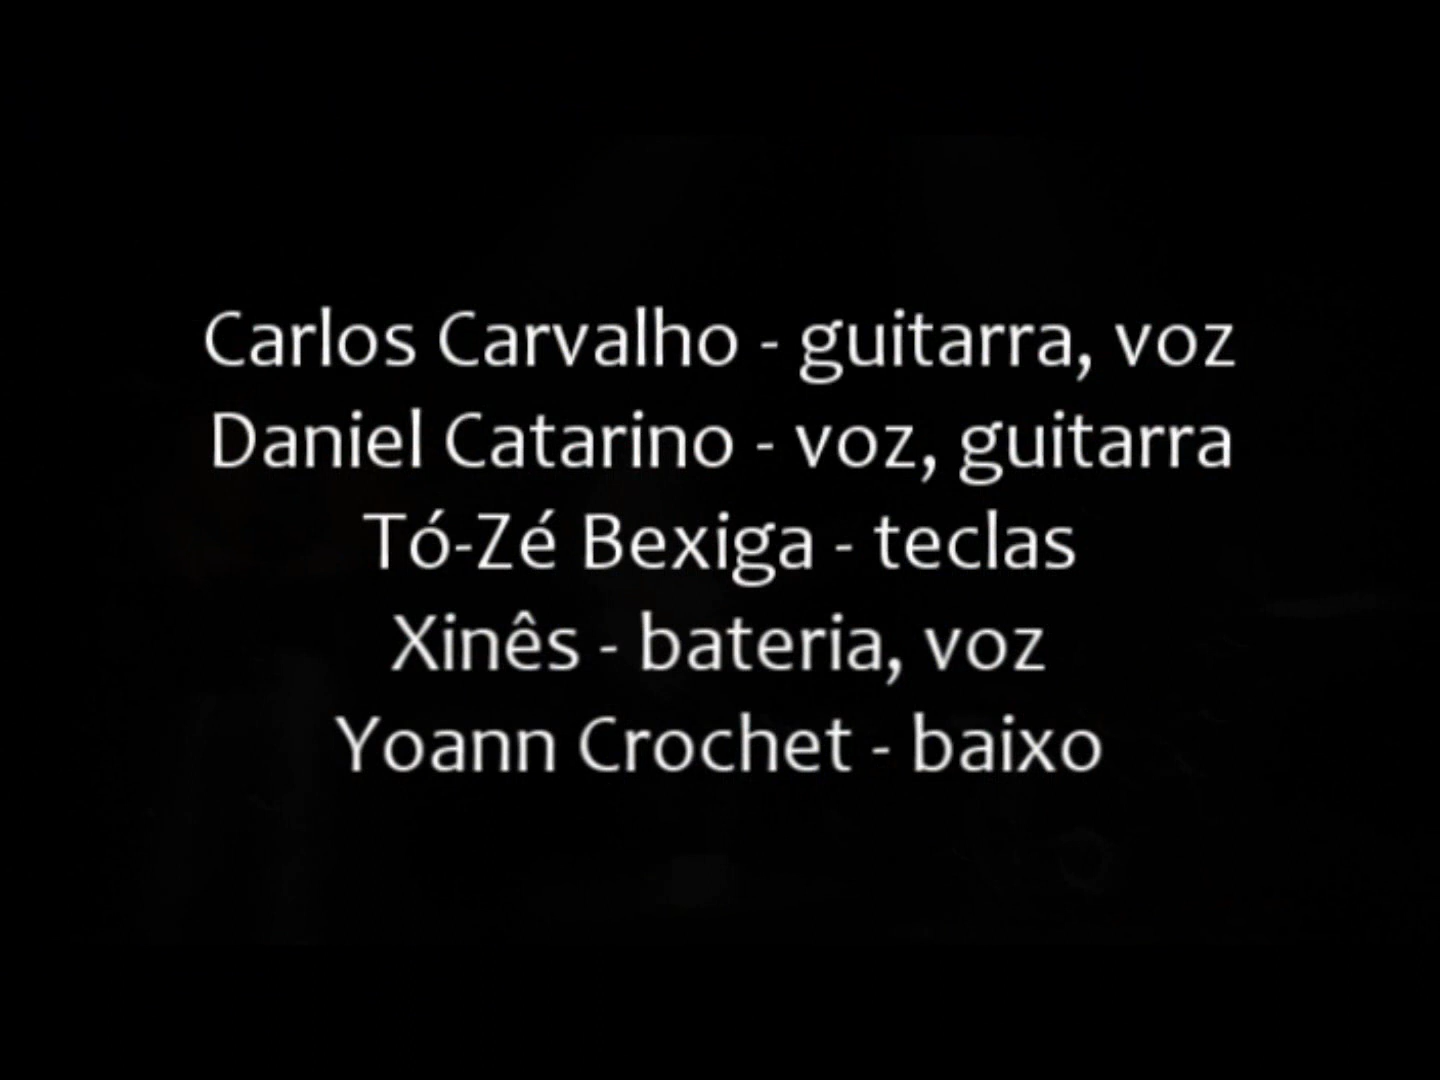 Carlos Carvalho - guitarra, voz
Daniel Catarino - voz, guitarra
Tó-Zé Bexiga - teclas
Xinês - bateria, voz
Yoann Crochet - baixo